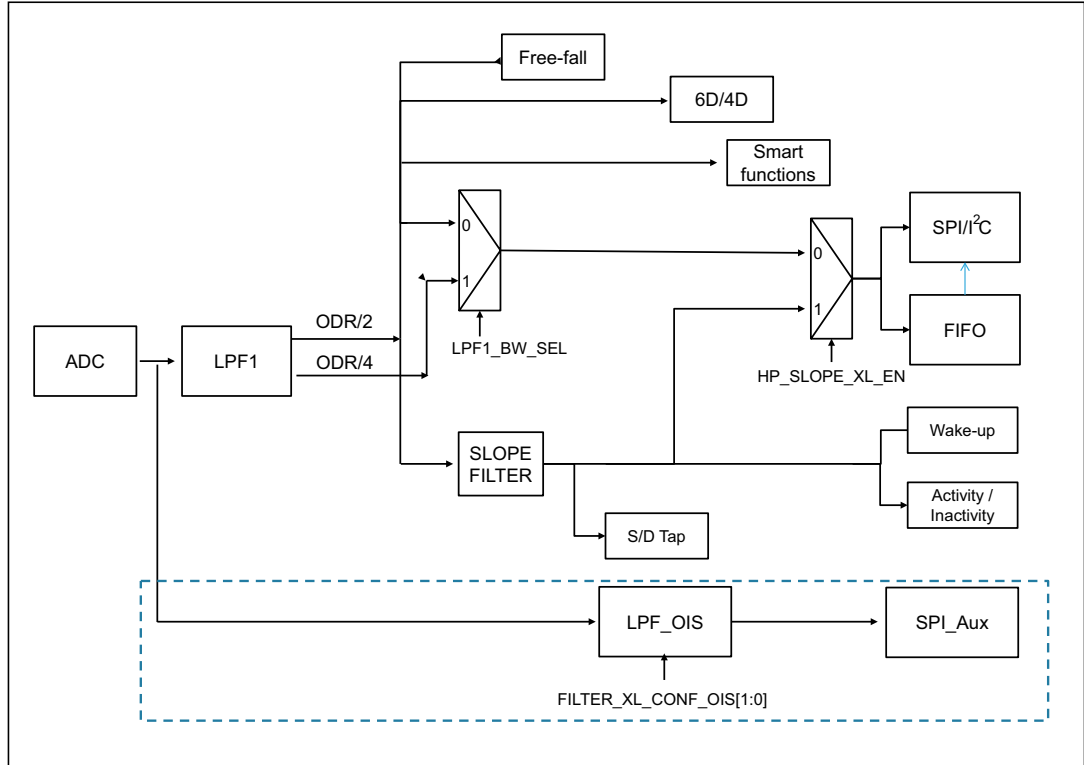 Free-fall
6D/4D
Smart
functions
0
1
LPF1_BW_SEL
0
1
HP_SLOPE_XL_EN
SPI/I²C
FIFO
ADC
LPF1
ODR/2
ODR/4
SLOPE
FILTER
Wake-up
Activity /
Inactivity
S/D Tap
LPF_OIS
SPI_Aux
FILTER_XL_CONF_OIS[1:0]